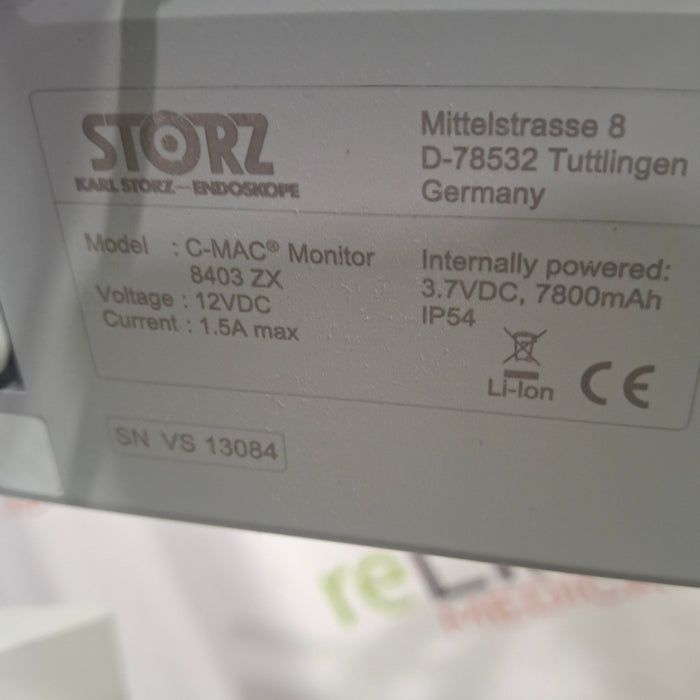 STORZ
KARL STORZ—ENDOSKOPE
Mittelstrasse 8
D-78532 Tuttlingen
Germany
Model : C-MAC® Monitor
8403 ZX
Voltage : 12VDC
Current : 1.5A max
Internally powered:
3.7VDC, 7800mAh
IP54
Li-Ion
CE
SN VS 13084